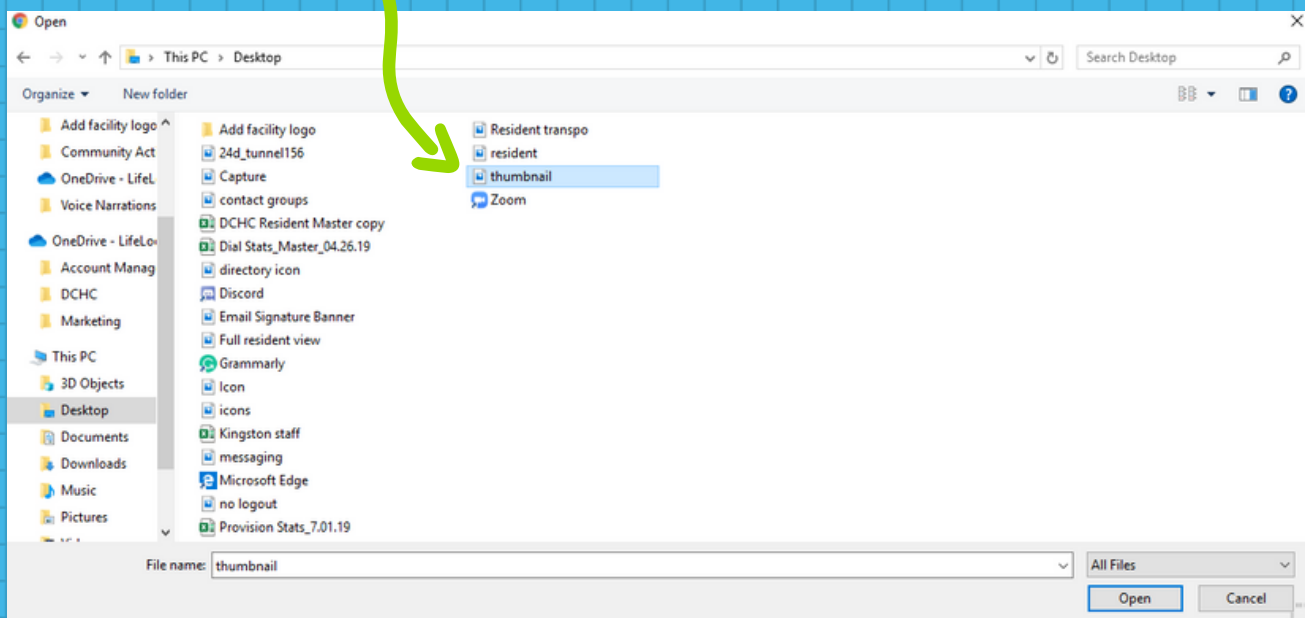 Open
This PC > Desktop
Search Desktop
Organize
New folder
Add facility logo
Community Act
OneDrive - LifeL
Voice Narrations
OneDrive - LifeLo
Account Manag
DCHC
Marketing
This PC
3D Objects
Desktop
Documents
Downloads
Music
Pictures
Add facility logo
24d_tunnel156
Capture
contact groups
DCHC Resident Master copy
Dial Stats_Master_04.26.19
directory icon
Discord
Email Signature Banner
Full resident view
Grammarly
Icon
icons
Kingston staff
messaging
Microsoft Edge
no logout
Provision Stats_7.01.19
Resident transpo
resident
thumbnail
Zoom
File name: thumbnail
All Files
Open
Cancel